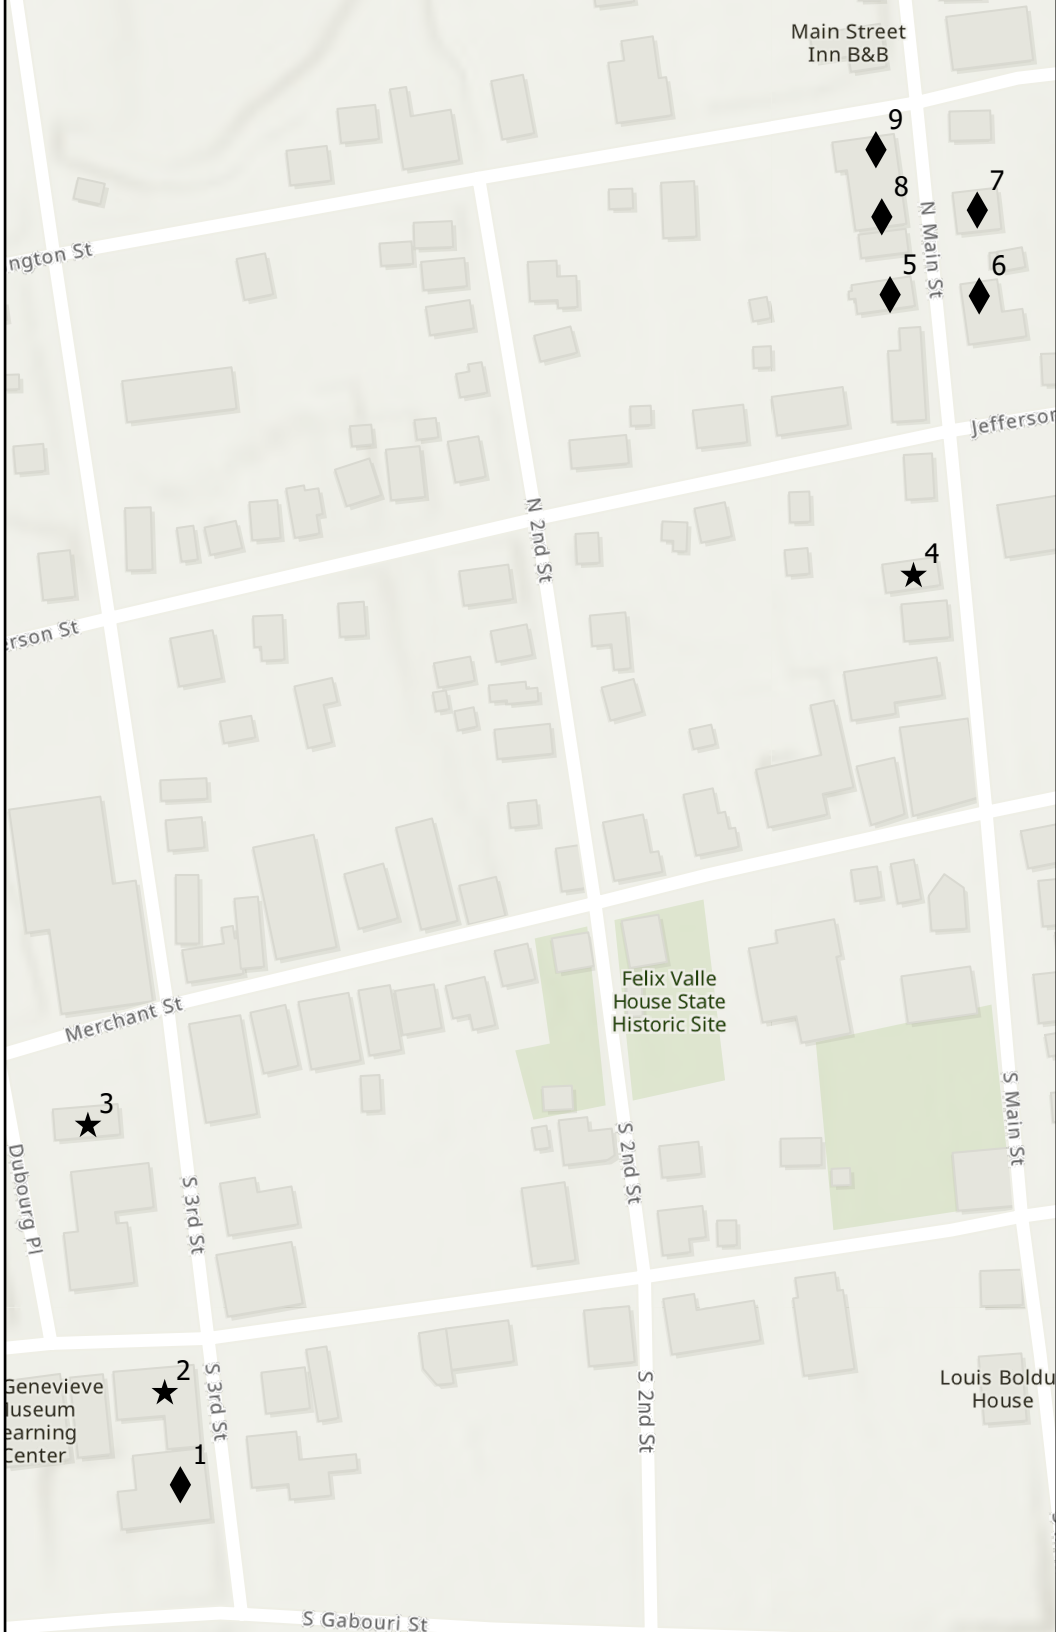 Main Street
Inn B&B
9
8
7
N Main St
5
6
ngton St
Jefferson
N 2nd St
4
erson St
Felix Valle
House State
Historic Site
Merchant St
3
S Main St
S 2nd St
Dubourg Pl
S 3rd St
2
S 3rd St
Genevieve
useum
earning
Center
S 2nd St
Louis Boldu
House
1
S Gabouri St